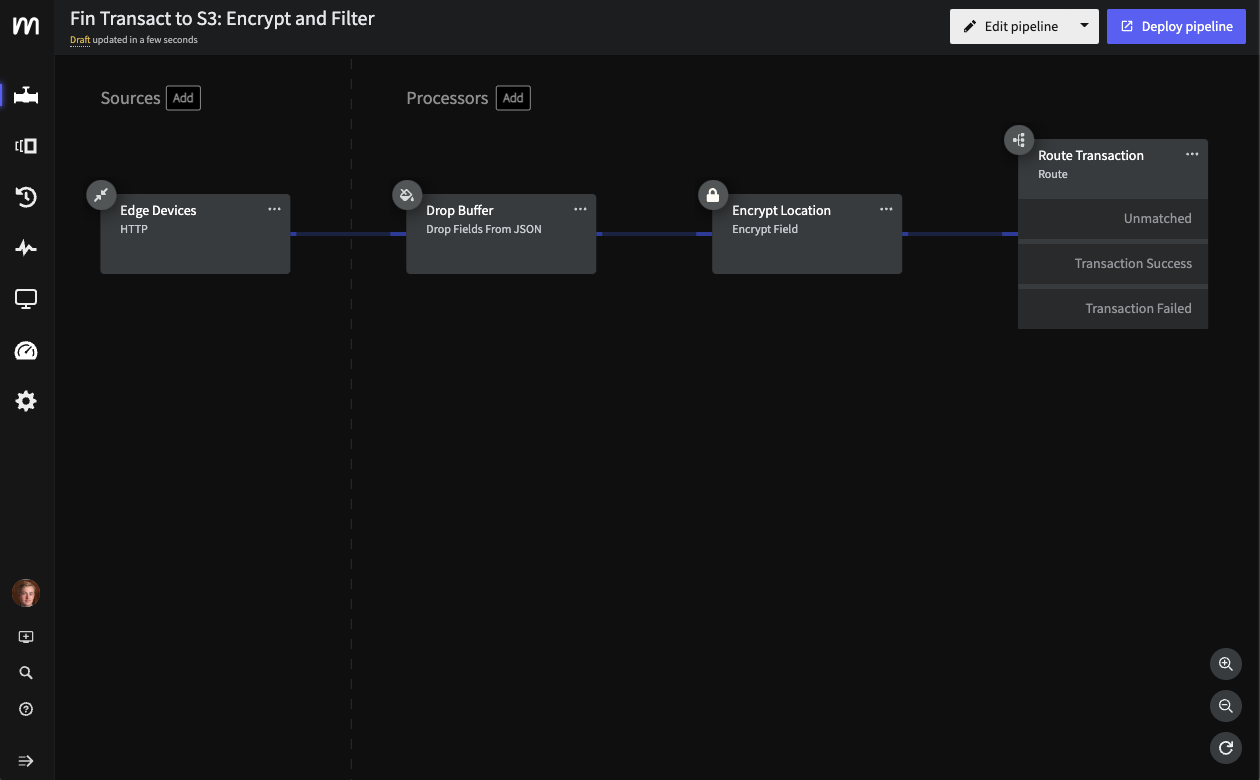 Fin Transact to S3: Encrypt and Filter
Draft updated in a few seconds
Edit pipeline
Deploy pipeline
Sources Add
Processors Add
Edge Devices
HTTP
Drop Buffer
Drop Fields From JSON
Encrypt Location
Encrypt Field
Route Transaction
Route
Unmatched
Transaction Success
Transaction Failed